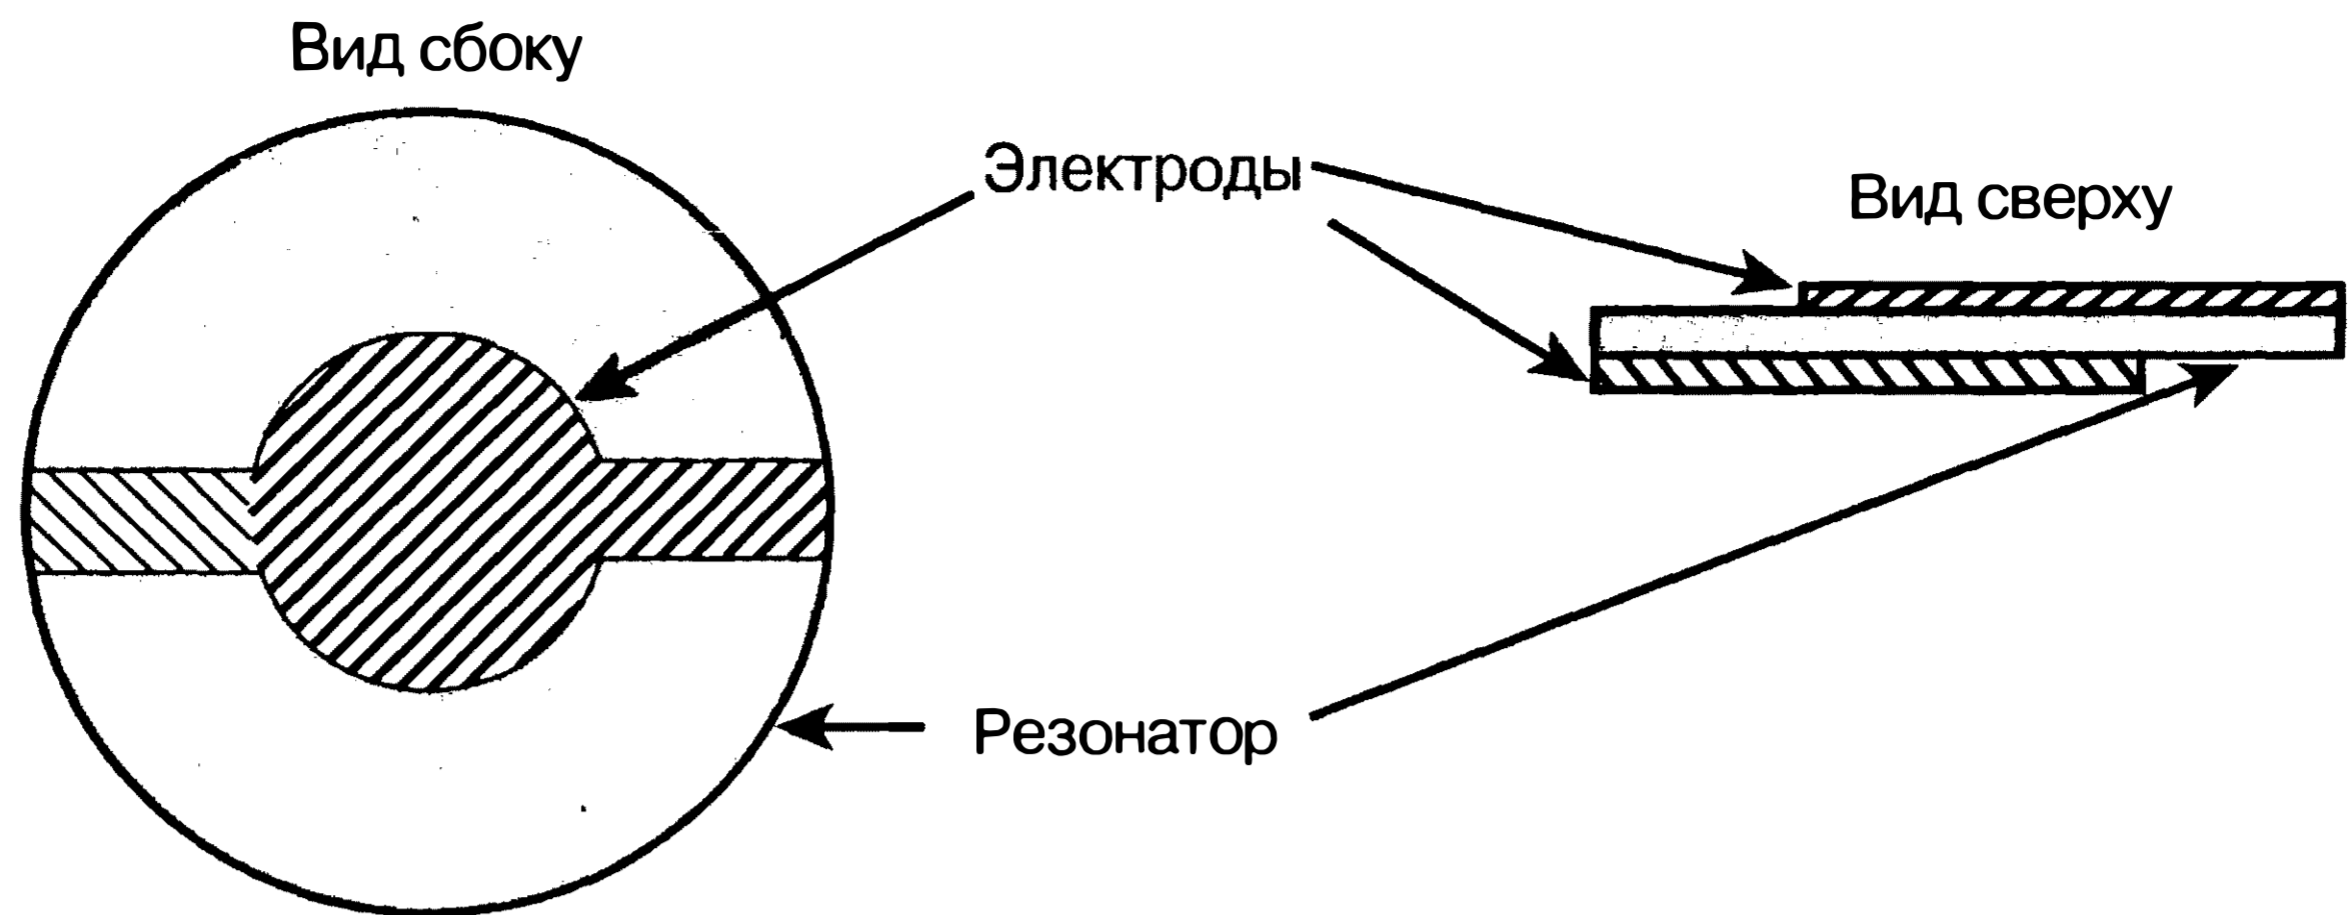 Вид сбоку
Электроды
Вид сверху
Резонатор